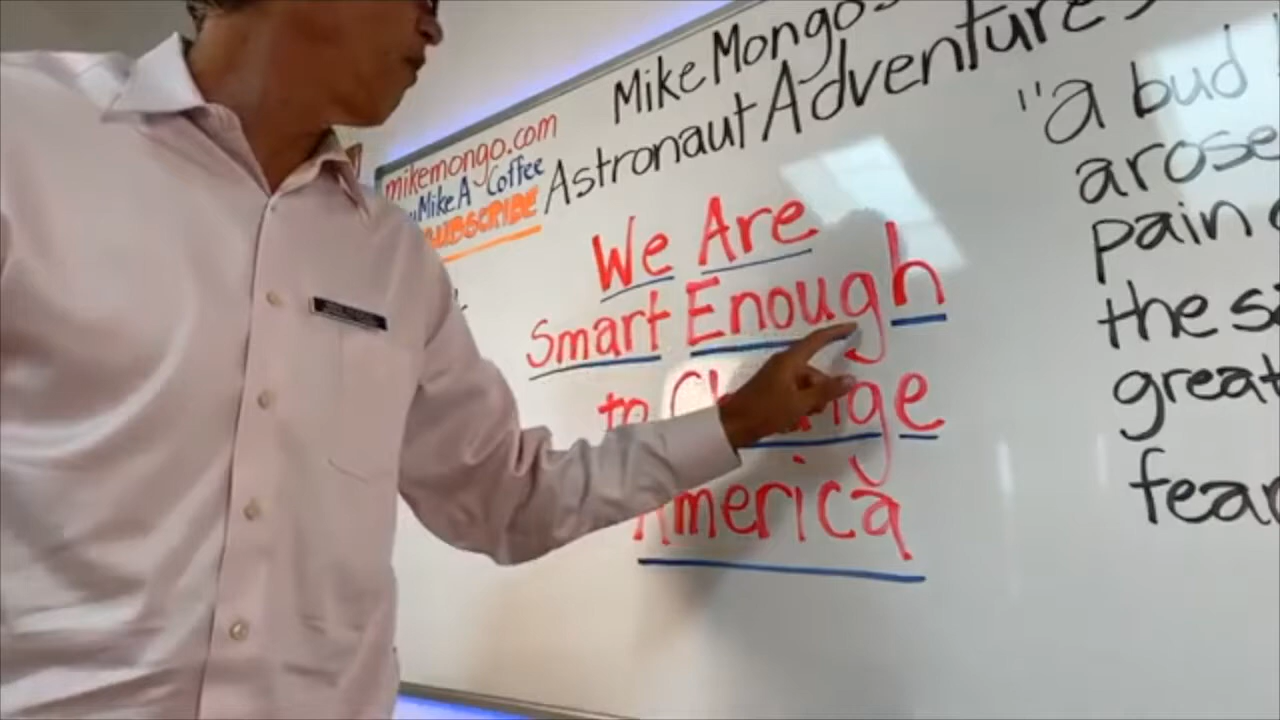 Mike Mongo's
Astronaut Adventures
mikemongo.com
Mike A Coffee
SUBSCRIBE
We Are
Smart Enough
to Change
America
"a bud
arose
pain
the
great
fear